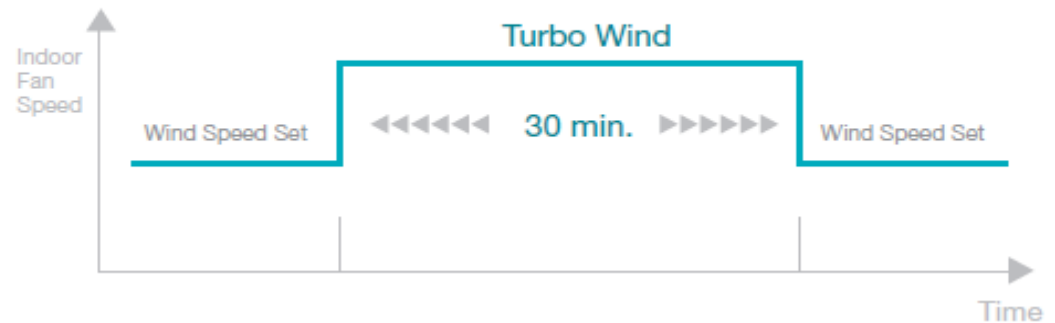 Turbo Wind
Indoor
Fan
Speed
Wind Speed Set
30 min.
Wind Speed Set
Time